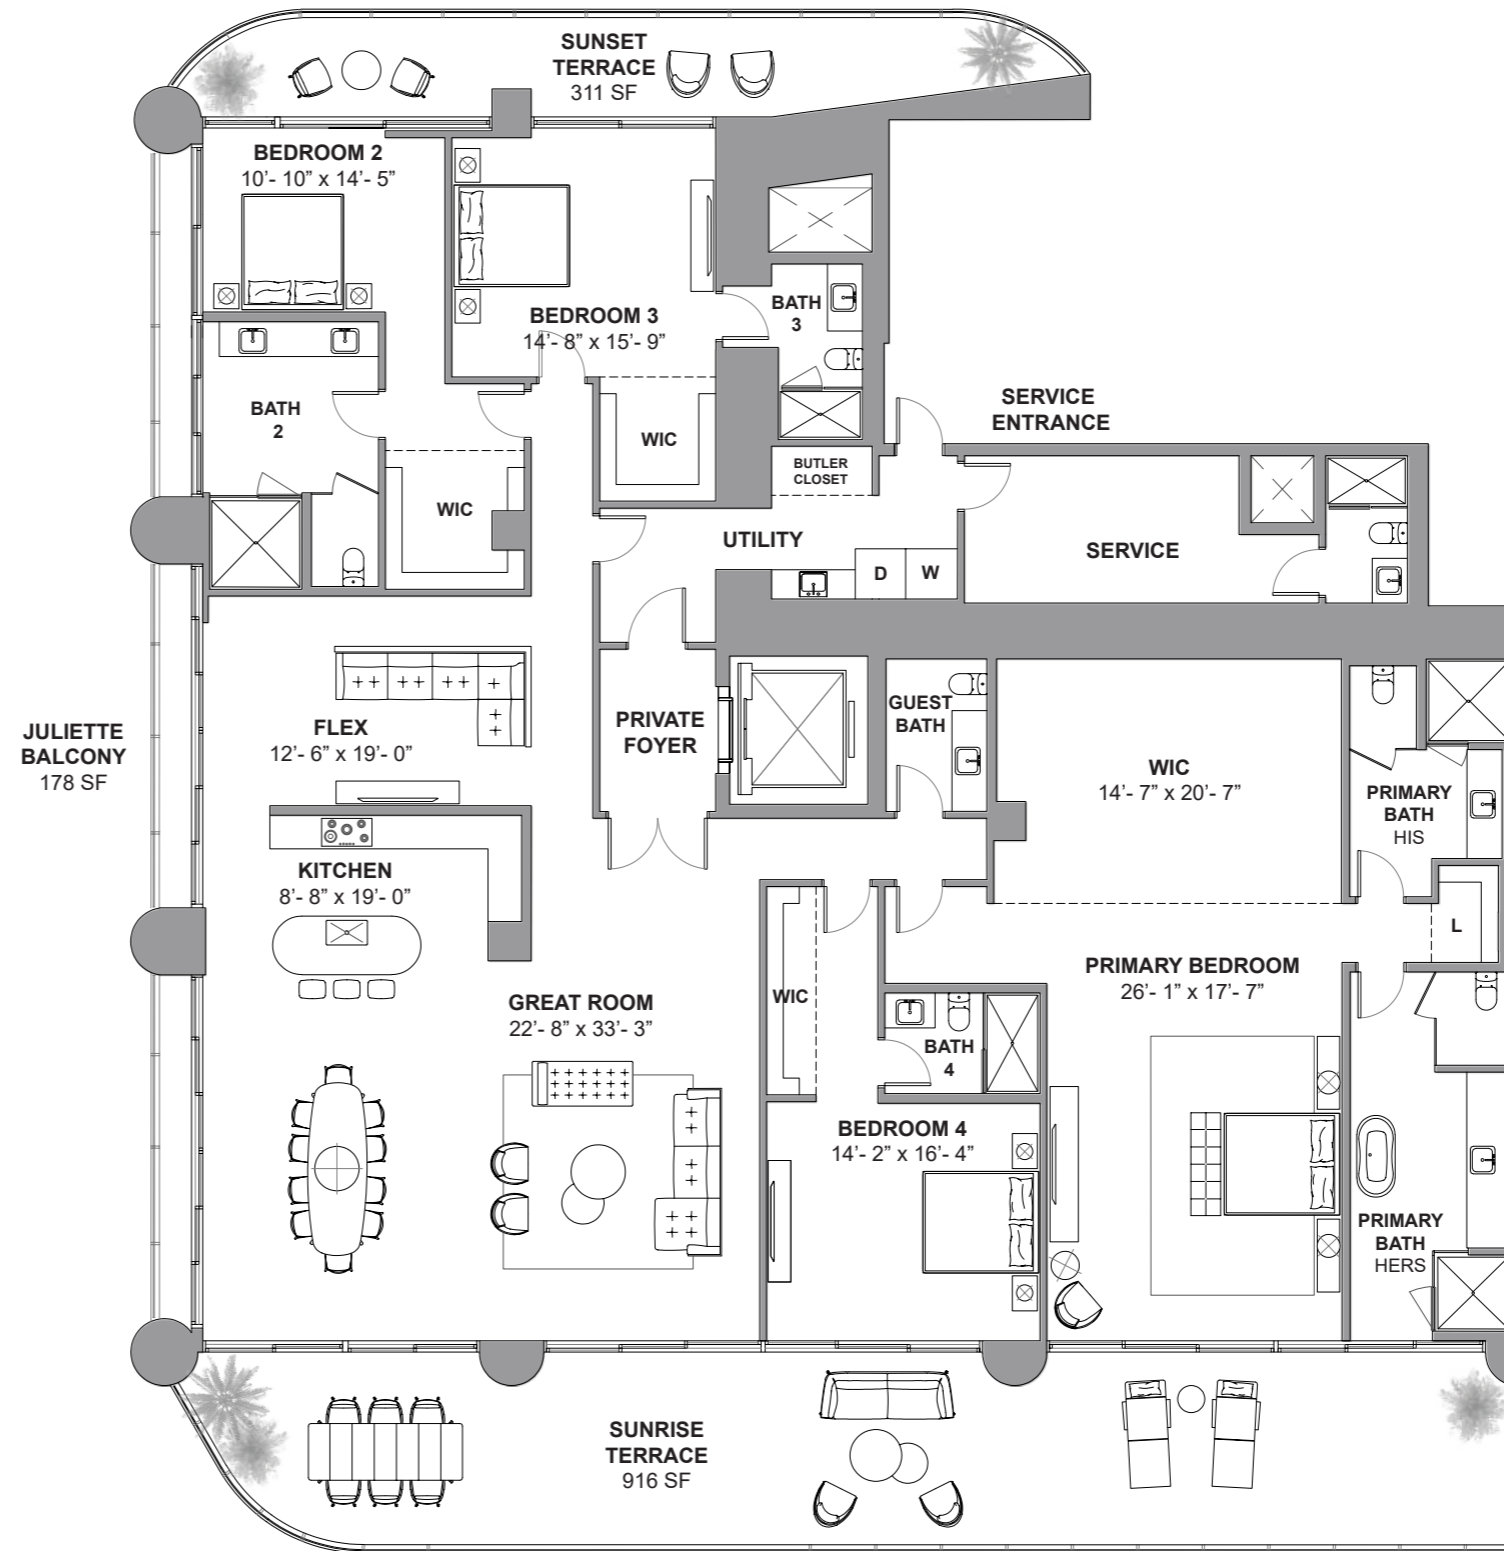 SUNSET
TERRACE
311 SF
BEDROOM 2
10’- 10” x 14’- 5”
BEDROOM 3
14’- 8” x 15’- 9”
BATH
3
BATH
2
WIC
WIC
SERVICE
ENTRANCE
BUTLER
CLOSET
UTILITY
D
W
SERVICE
JULIETTE
BALCONY
178 SF
FLEX
12’- 6” x 19’- 0”
PRIVATE
FOYER
GUEST
BATH
WIC
14’- 7” x 20’- 7”
PRIMARY
BATH
HIS
KITCHEN
8’- 8” x 19’- 0”
L
PRIMARY BEDROOM
26’- 1” x 17’- 7”
GREAT ROOM
22’- 8” x 33’- 3”
WIC
BATH
4
BEDROOM 4
14’- 2” x 16’- 4”
PRIMARY
BATH
HERS
SUNRISE
TERRACE
916 SF